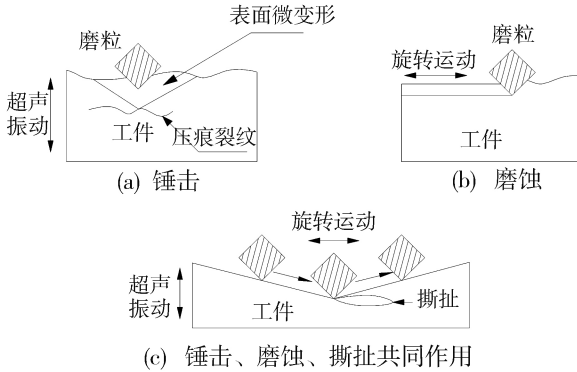 表面微变形
磨粒
超声
振动
工件
压痕裂纹
(a) 锤击
磨粒
旋转运动
工件
(b) 磨蚀
旋转运动
超声
振动
工件
撕扯
(c) 锤击、磨蚀、撕扯共同作用